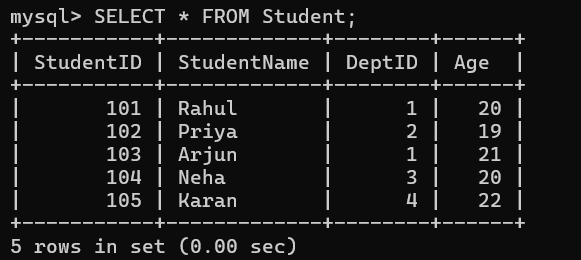 mysql> SELECT * FROM Student;
+-----------+-------------+--------+------+
| StudentID | StudentName | DeptID | Age  |
+-----------+-------------+--------+------+
|       101 | Rahul       |      1 |   20 |
|       102 | Priya       |      2 |   19 |
|       103 | Arjun       |      1 |   21 |
|       104 | Neha        |      3 |   20 |
|       105 | Karan       |      4 |   22 |
+-----------+-------------+--------+------+
5 rows in set (0.00 sec)